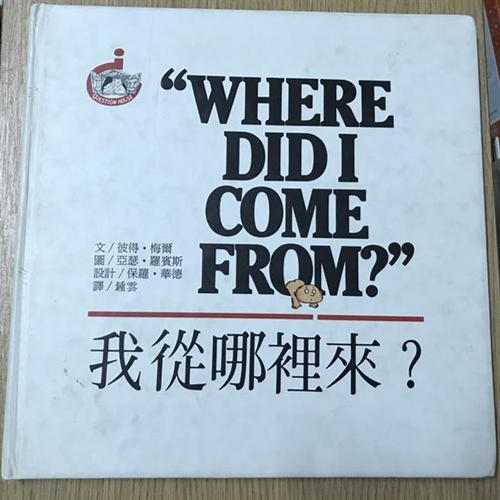 QUESTION HOUSE
“WHERE
DID I
COME
FROM?”
文/彼得·梅爾
圖/亞瑟·羅賓斯
設計/保羅·華德
譯/鍾雲
我從哪裡來?